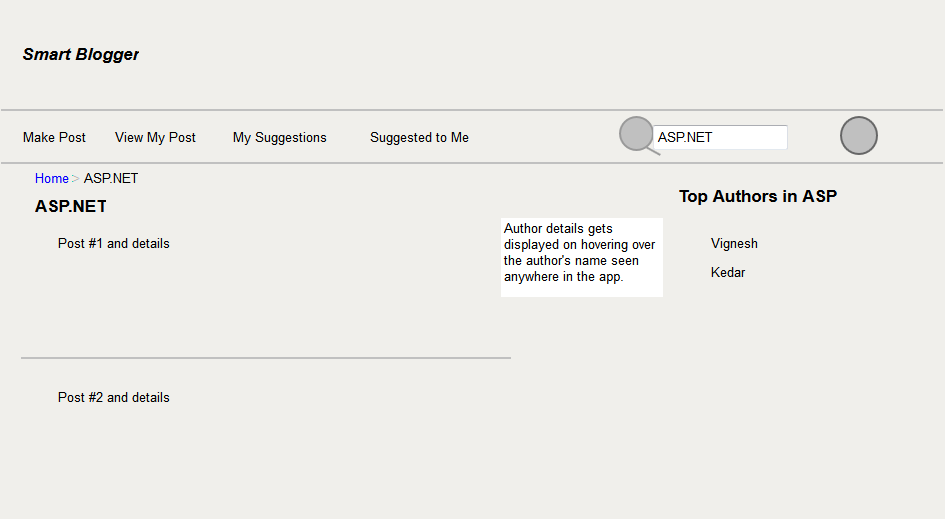 Smart Blogger
Make Post
View My Post
My Suggestions
Suggested to Me
ASP.NET
Home > ASP.NET
ASP.NET
Post #1 and details
Author details gets
displayed on hovering over
the author's name seen
anywhere in the app.
Top Authors in ASP
Vignesh
Kedar
Post #2 and details